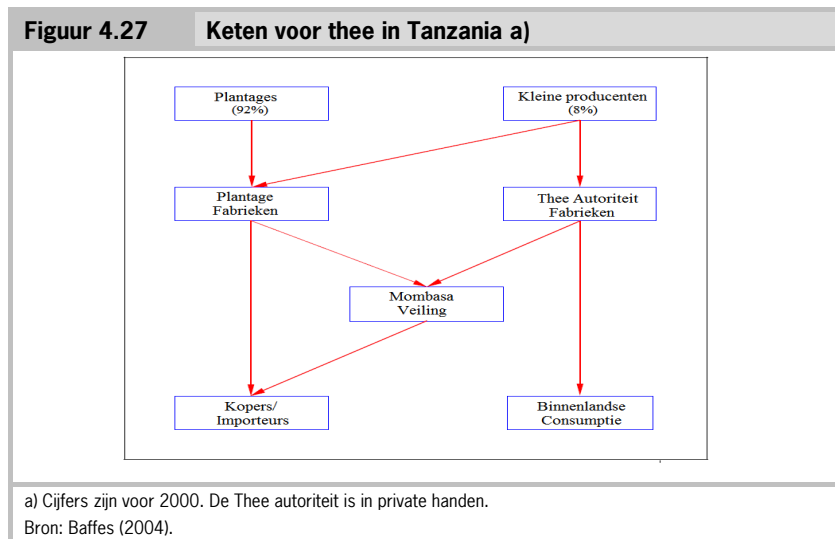 Figuur 4.27 Keten voor thee in Tanzania a)
Plantages
(92%)
Kleine producenten
(8%)
Plantage
Fabrieken
Thee Autoriteit
Fabrieken
Mombasa
Veiling
Kopers/
Importeurs
Binnenlandse
Consumptie
a) Cijfers zijn voor 2000. De Thee autoriteit is in private handen.
Bron: Baffes (2004).